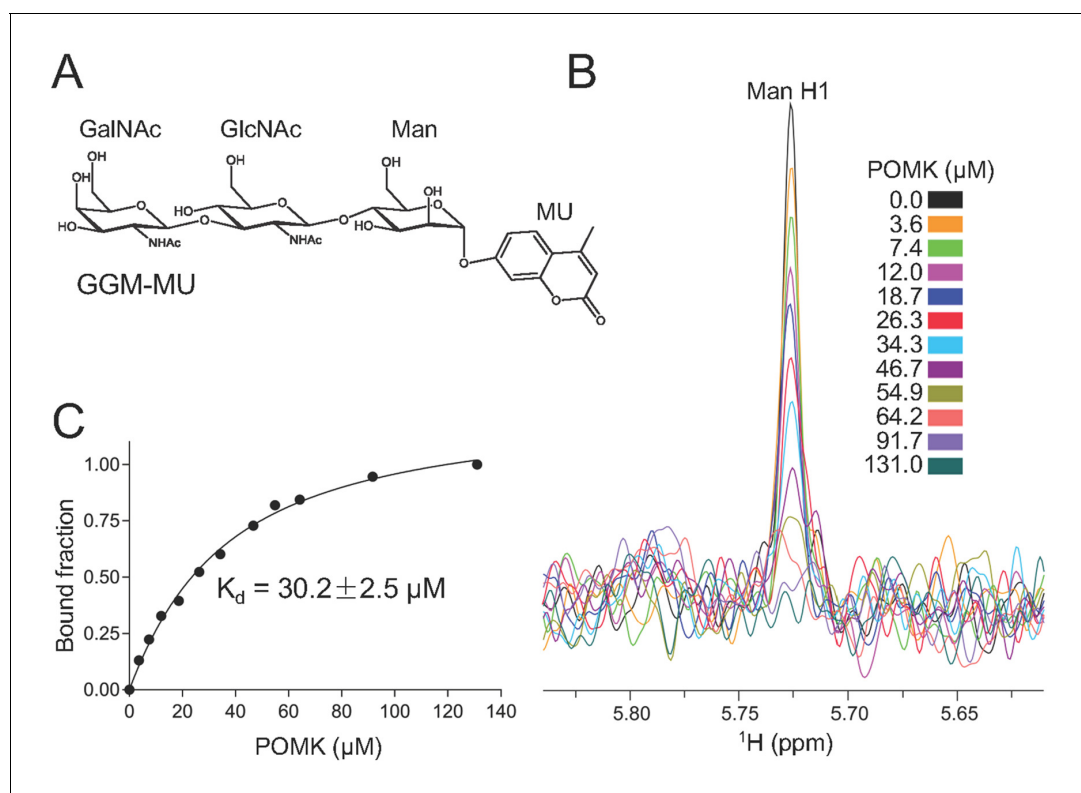 A
GalNAc
GlcNAc
Man
OH
OH
OH
OH
OH
O
O
O
HO
NHAc
O
HO
NHAc
O
HO
O
MU
O
O
GGM-MU
B
Man H1
POMK (µM)
0.0
3.6
7.4
12.0
18.7
26.3
34.3
46.7
54.9
64.2
91.7
131.0
5.80
5.75
5.70
5.65
¹H (ppm)
C
1.00
0.75
0.50
0.25
0.00
Bound fraction
Kd = 30.2±2.5 µM
0
20
40
60
80
100
120
140
POMK (µM)